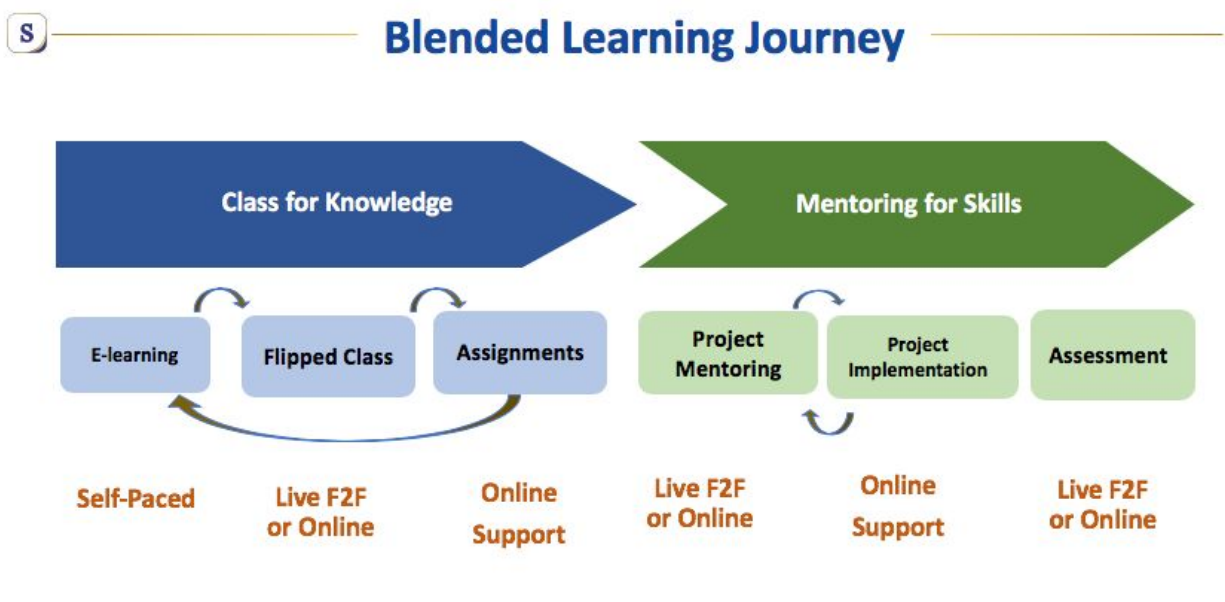 S
Blended Learning Journey
Class for Knowledge
Mentoring for Skills
E-learning
Flipped Class
Assignments
Project
Mentoring
Project
Implementation
Assessment
Self-Paced
Live F2F
or Online
Online
Support
Live F2F
or Online
Online
Support
Live F2F
or Online